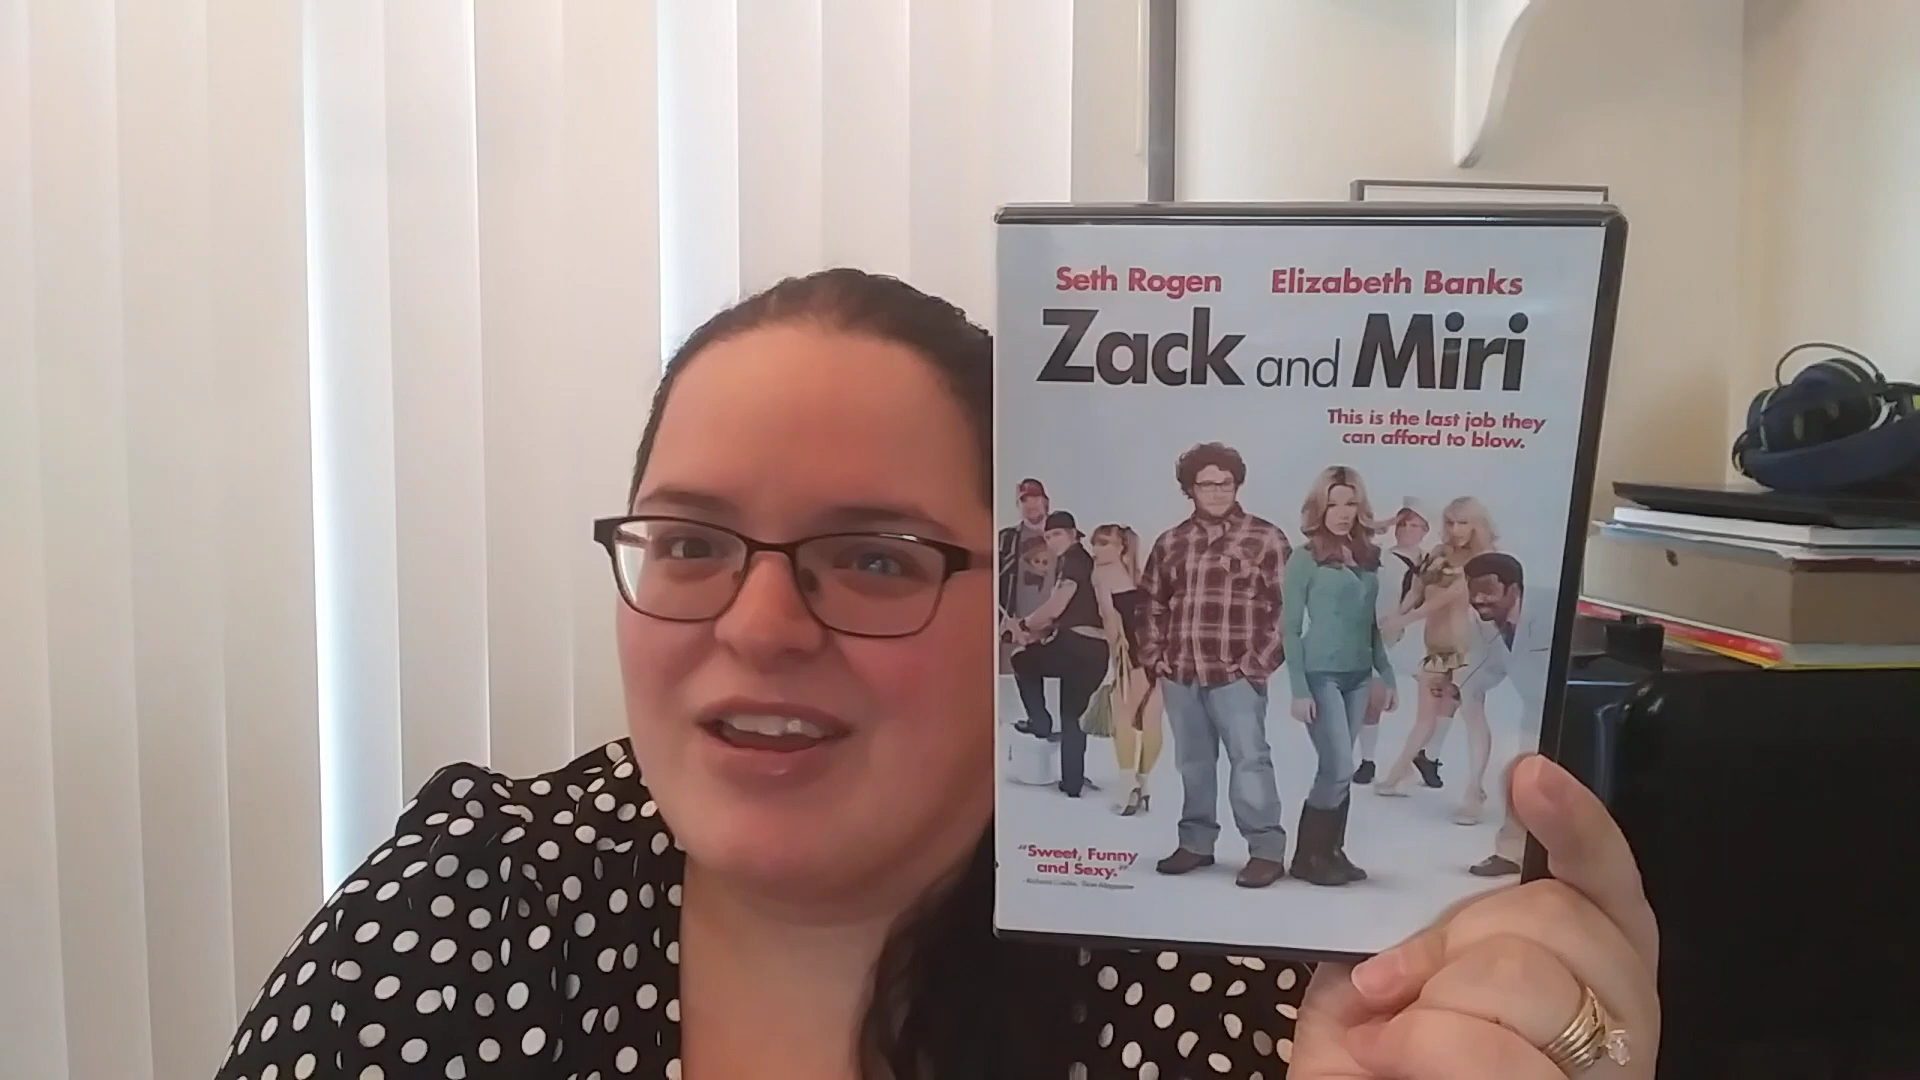 Seth Rogen Elizabeth Banks
Zack and Miri
This is the last job they
can afford to blow.
"Sweet, Funny
and Sexy."